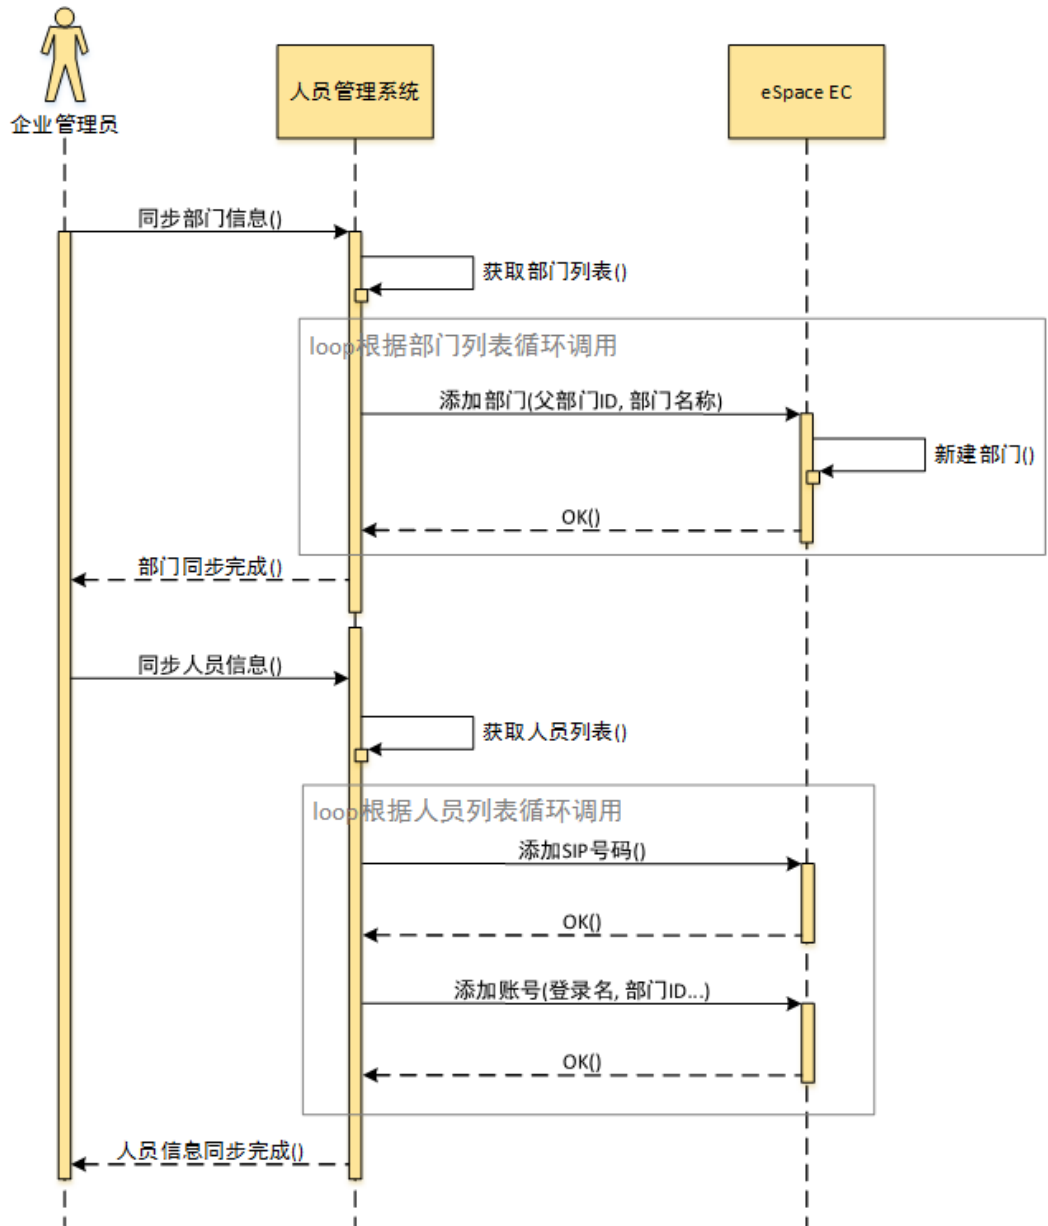 企业管理员
人员管理系统
eSpace EC
同步部门信息()
获取部门列表()
loop根据部门列表循环调用
添加部门(父部门ID, 部门名称)
新建部门()
OK()
部门同步完成()
同步人员信息()
获取人员列表()
loop根据人员列表循环调用
添加SIP号码()
OK()
添加账号(登录名, 部门ID...)
OK()
人员信息同步完成()